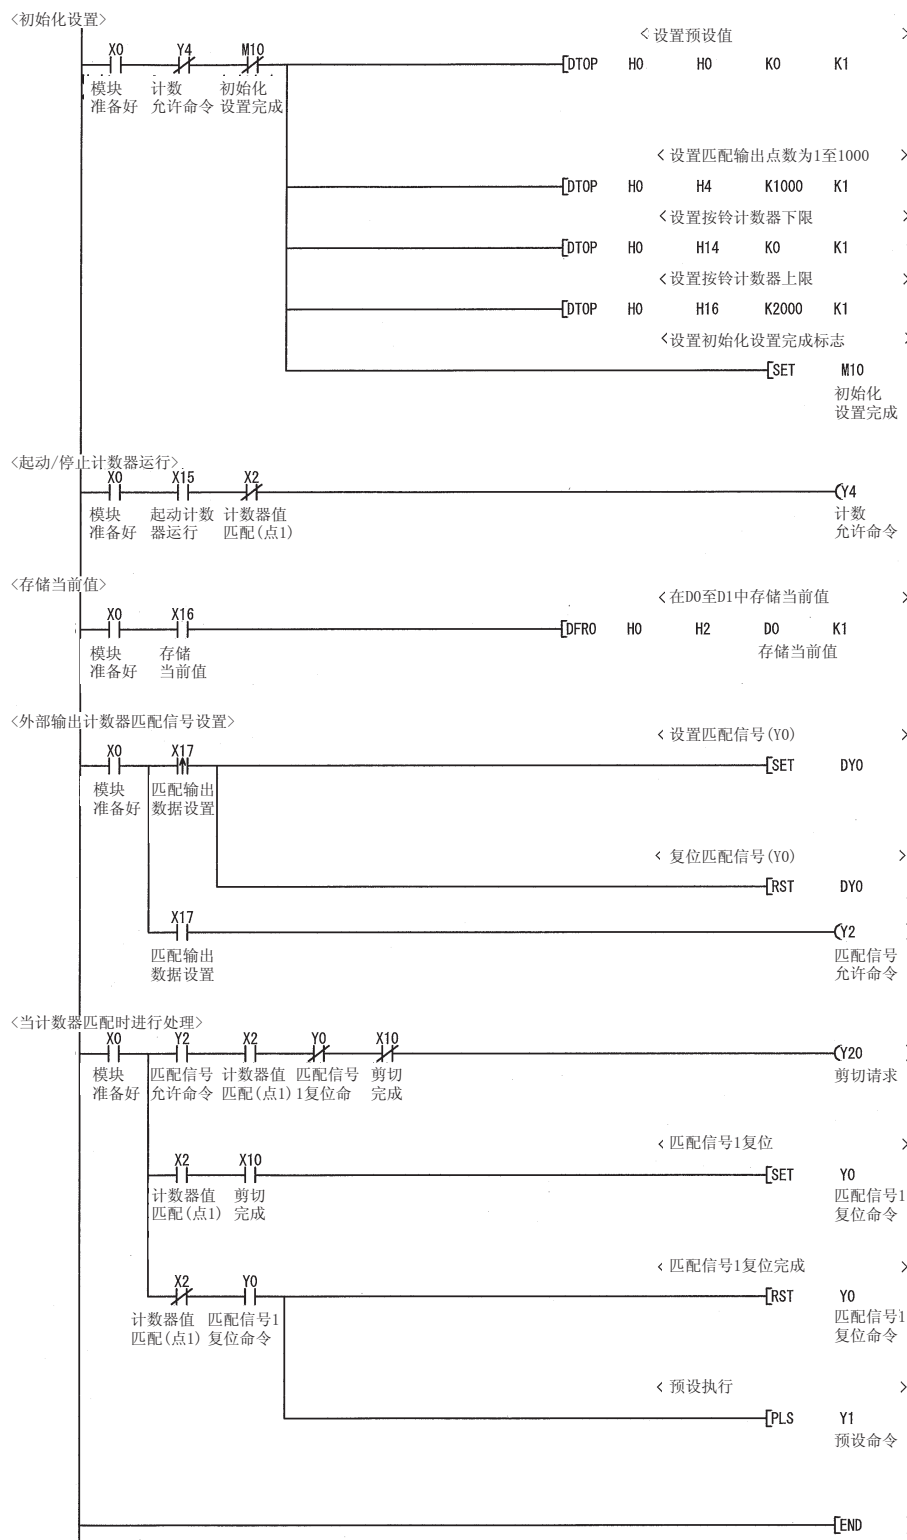 <初始化设置>
< 设置预设值 >
X0 Y4 M10
[DTOP H0 H0 K0 K1
模块 计数 初始化
准备好 允许命令 设置完成
< 设置匹配输出点数为1至1000 >
[DTOP H0 H4 K1000 K1
<设置按铃计数器下限 >
[DTOP H0 H14 K0 K1
<设置按铃计数器上限 >
[DTOP H0 H16 K2000 K1
<设置初始化设置完成标志 >
[SET M10
初始化
设置完成
<起动/停止计数器运行>
X0 X15 X2
(Y4
模块 起动计数 计数器值 计数
准备好 器运行 匹配(点1) 允许命令
<存储当前值>
< 在D0至D1中存储当前值 >
X0 X16
[DFRO H0 H2 D0 K1
模块 存储 存储当前值
准备好 当前值
<外部输出计数器匹配信号设置>
< 设置匹配信号(Y0) >
X0 X17
[SET DY0
模块 匹配输出
准备好 数据设置
< 复位匹配信号(Y0) >
[RST DY0
X17
(Y2
匹配输出 匹配信号
数据设置 允许命令
<当计数器匹配时进行处理>
X0 Y2 X2 Y0 X10
(Y20
模块 匹配信号 计数器值 匹配信号 剪切 剪切请求
准备好 允许命令 匹配(点1) 1复位命 完成
< 匹配信号1复位 >
X2 X10
[SET Y0
计数器值 剪切 匹配信号1
匹配(点1) 完成 复位命令
< 匹配信号1复位完成 >
X2 Y0
[RST Y0
计数器值 匹配信号1 匹配信号1
匹配(点1) 复位命令 复位命令
< 预设执行 >
[PLS Y1
预设命令
[END